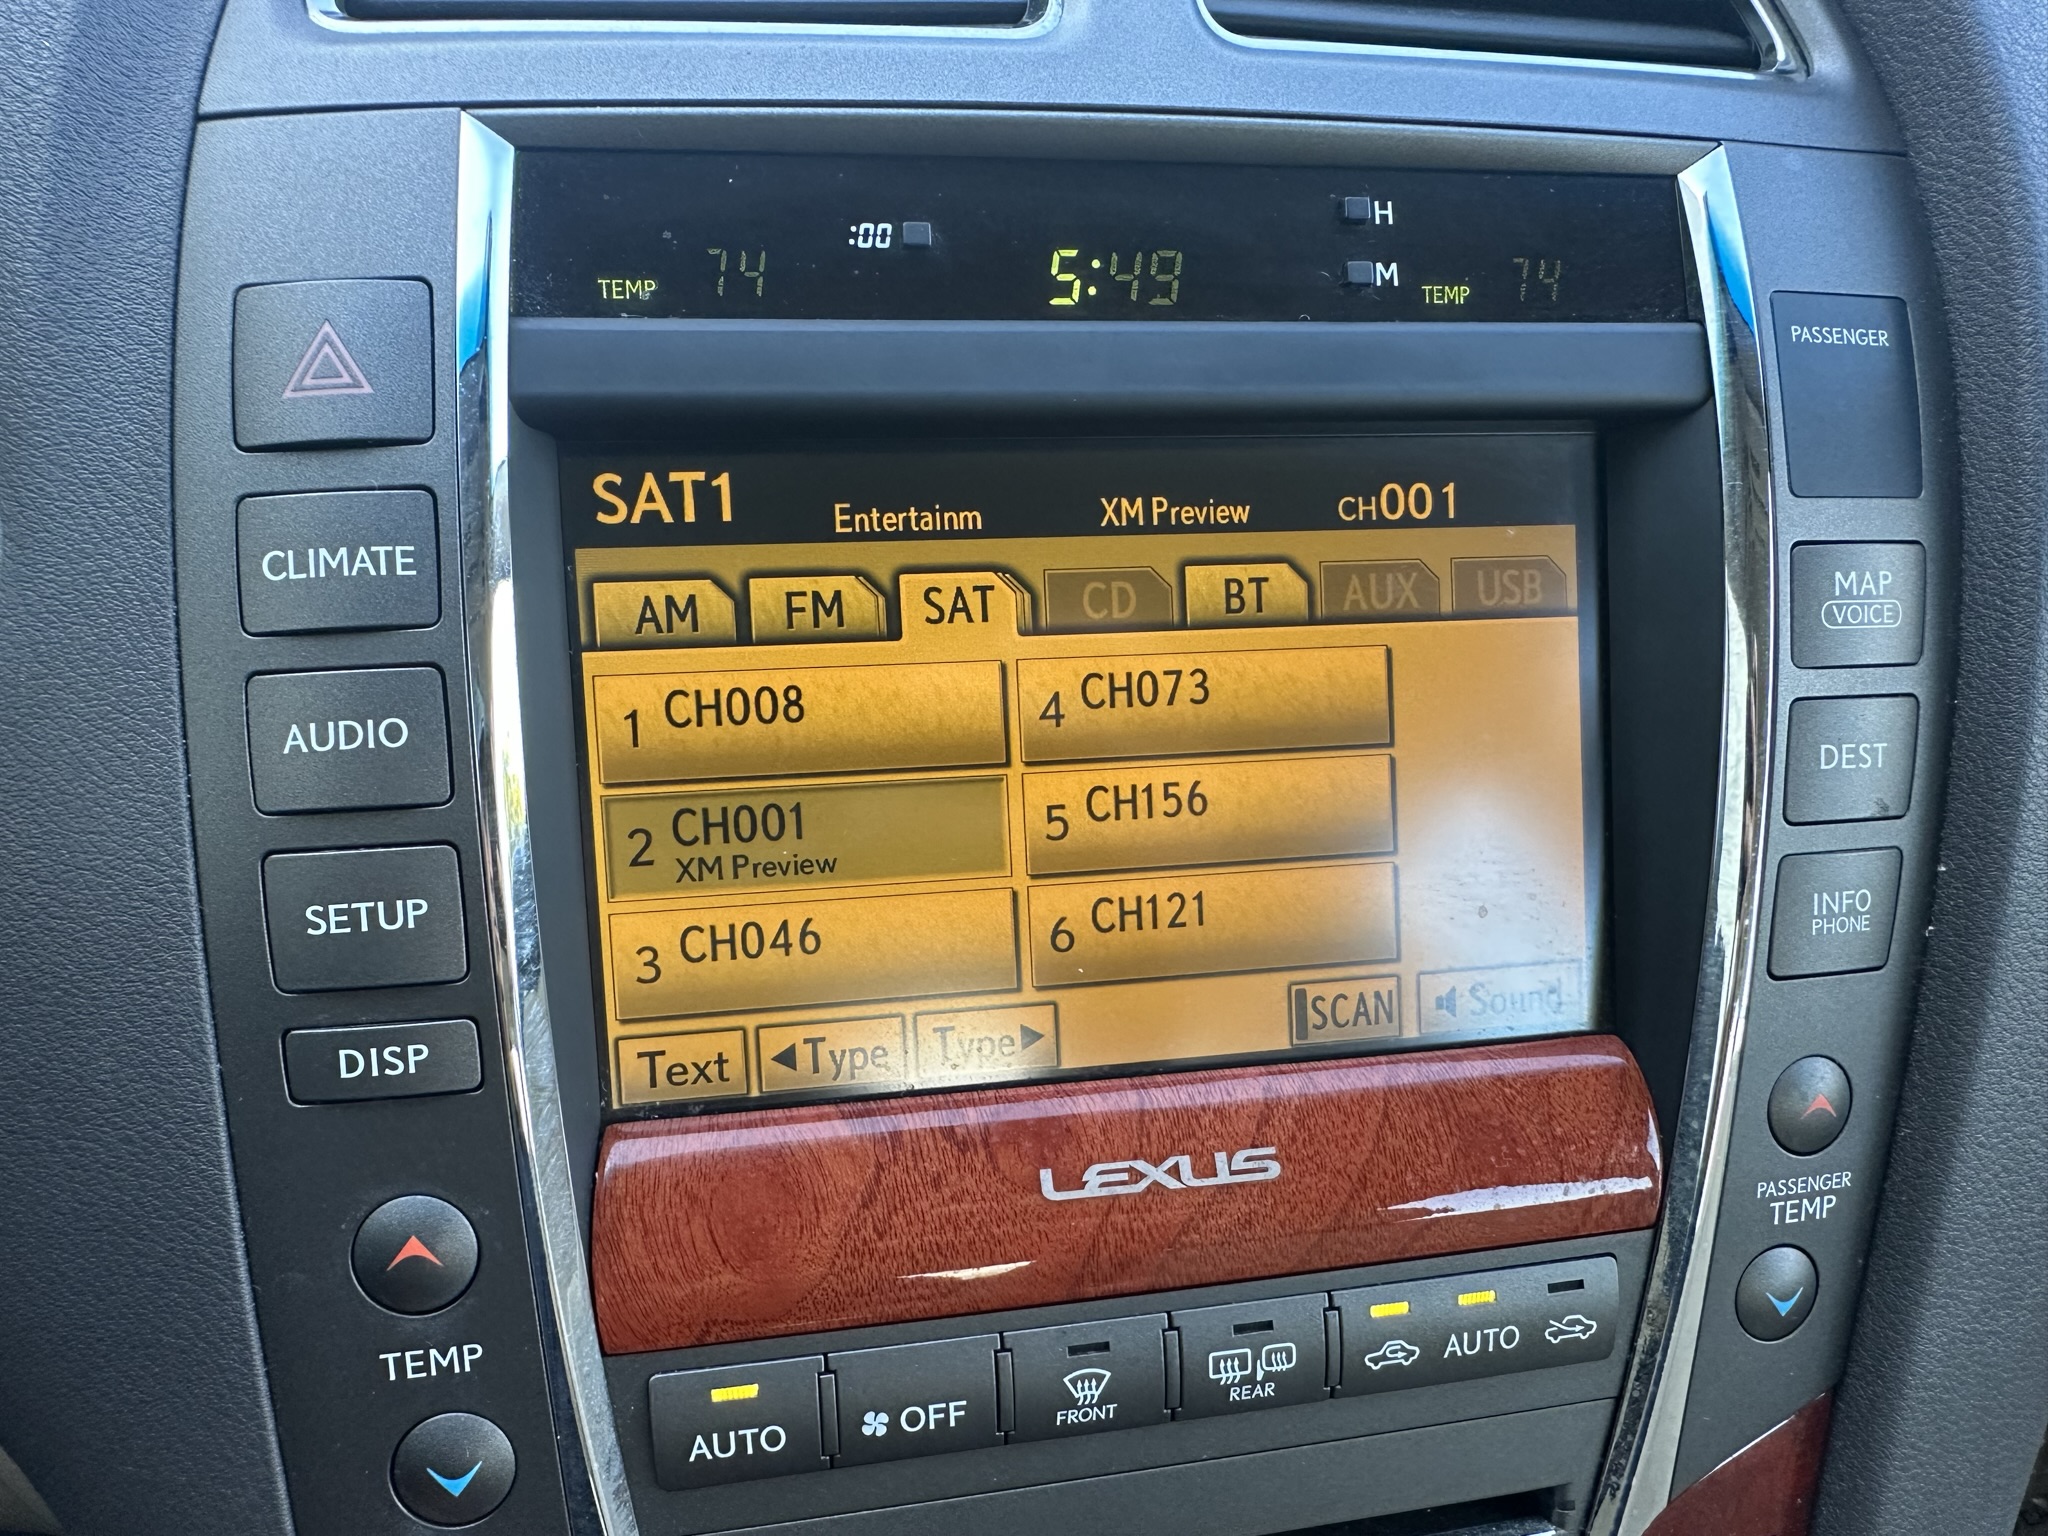 :00
H
M
TEMP 74
5:49
TEMP 74
PASSENGER
SAT1 Entertainm XM Preview CH001
AM FM SAT CD BT AUX USB
1 CH008
2 CH001
XM Preview
3 CH046
4 CH073
5 CH156
6 CH121
Text ◀Type Type▶ SCAN Sound
CLIMATE
AUDIO
SETUP
DISP
TEMP
MAP
VOICE
DEST
INFO
PHONE
PASSENGER
TEMP
LEXUS
AUTO
OFF
FRONT
REAR
AUTO